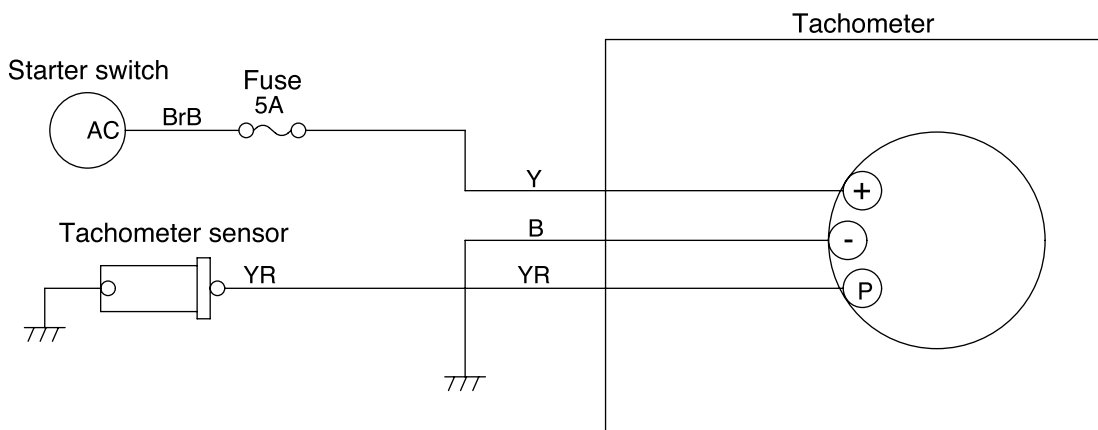 Tachometer
Starter switch
Fuse
5A
AC
BrB
Y
+
B
-
Tachometer sensor
YR
YR
P